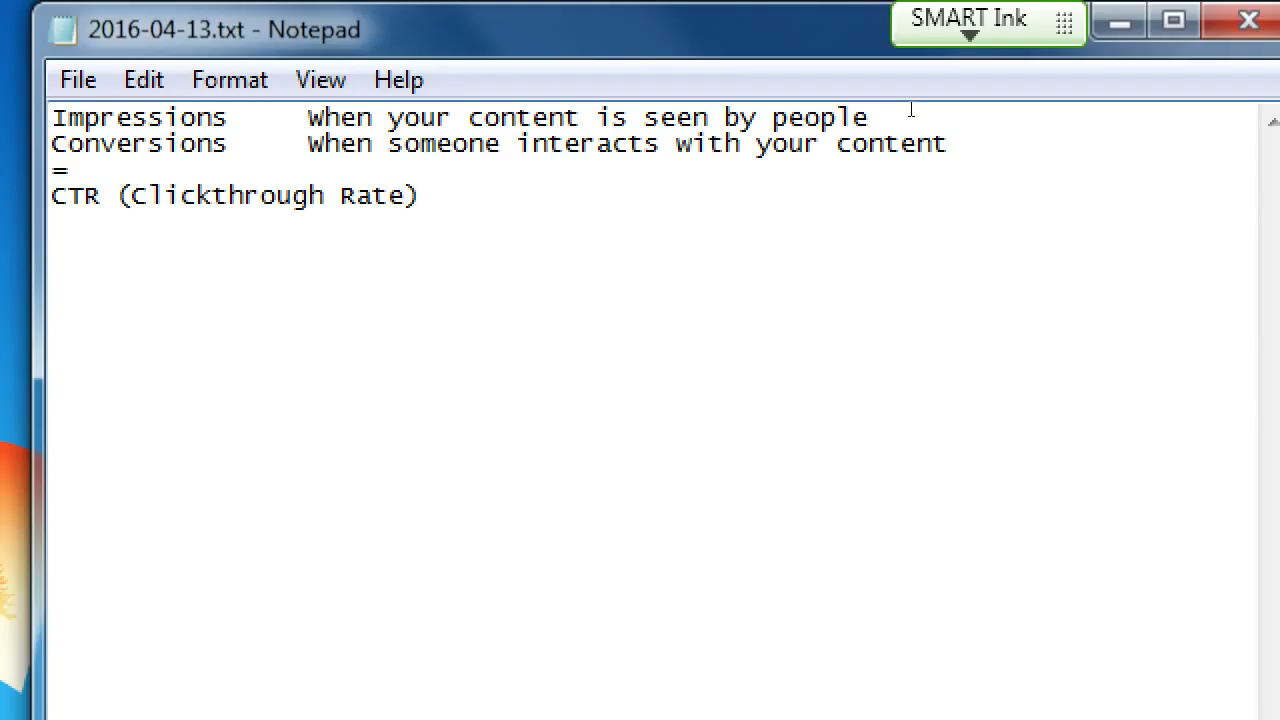 2016-04-13.txt - Notepad
SMART Ink
File Edit Format View Help
Impressions When your content is seen by people
Conversions When someone interacts with your content
=
CTR (Clickthrough Rate)